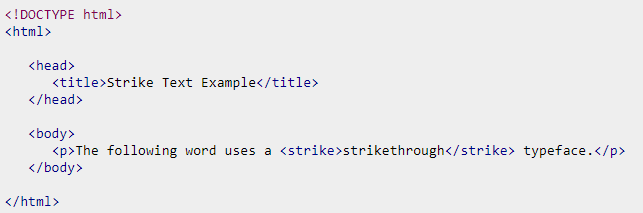 <!DOCTYPE html>
<html>
<head>
<title>Strike Text Example</title>
</head>
<body>
<p>The following word uses a <strike>strikethrough</strike> typeface.</p>
</body>
</html>